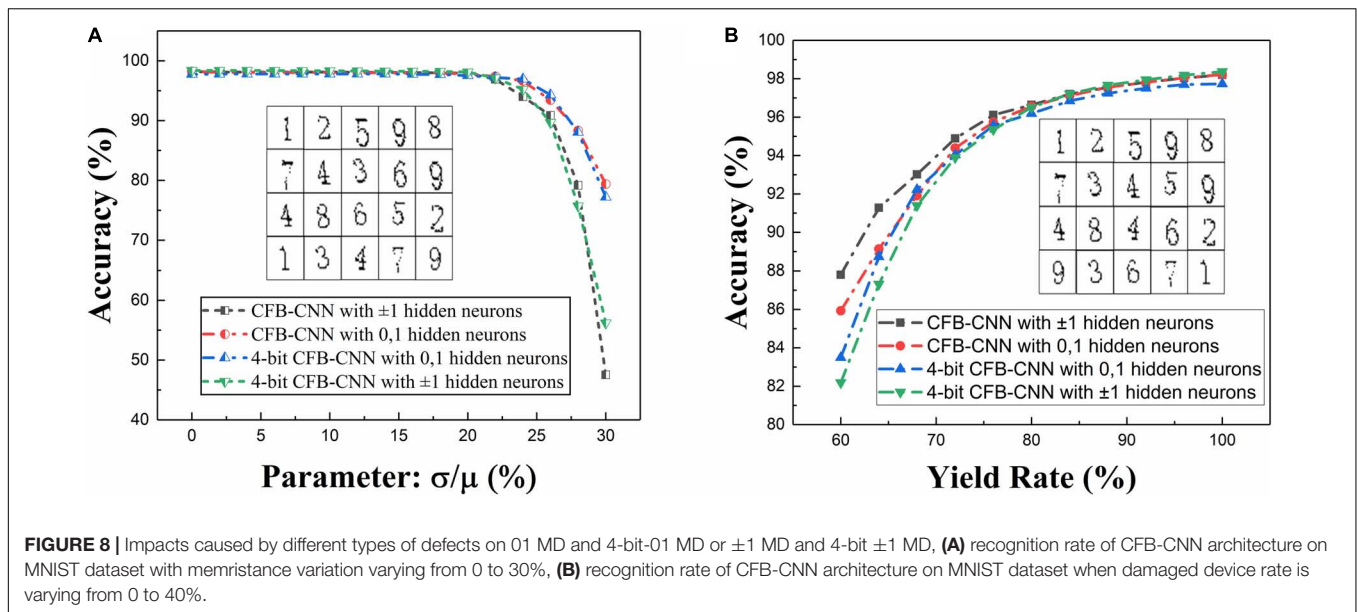 A
100
90
80
70
60
50
40
Accuracy (%)
1 2 5 9 8
7 4 3 6 9
4 8 6 5 2
1 3 4 7 9
CFB-CNN with ±1 hidden neurons
CFB-CNN with 0,1 hidden neurons
4-bit CFB-CNN with 0,1 hidden neurons
4-bit CFB-CNN with ±1 hidden neurons
0 5 10 15 20 25 30
Parameter: σ/μ (%)
B
100
98
96
94
92
90
88
86
84
82
80
Accuracy (%)
1 2 5 9 8
7 3 4 5 9
4 8 4 6 2
9 3 6 7 1
CFB-CNN with ±1 hidden neurons
CFB-CNN with 0,1 hidden neurons
4-bit CFB-CNN with 0,1 hidden neurons
4-bit CFB-CNN with ±1 hidden neurons
60 70 80 90 100
Yield Rate (%)
FIGURE 8 | Impacts caused by different types of defects on 01 MD and 4-bit-01 MD or ±1 MD and 4-bit ±1 MD, (A) recognition rate of CFB-CNN architecture on
MNIST dataset with memristance variation varying from 0 to 30%, (B) recognition rate of CFB-CNN architecture on MNIST dataset when damaged device rate is
varying from 0 to 40%.